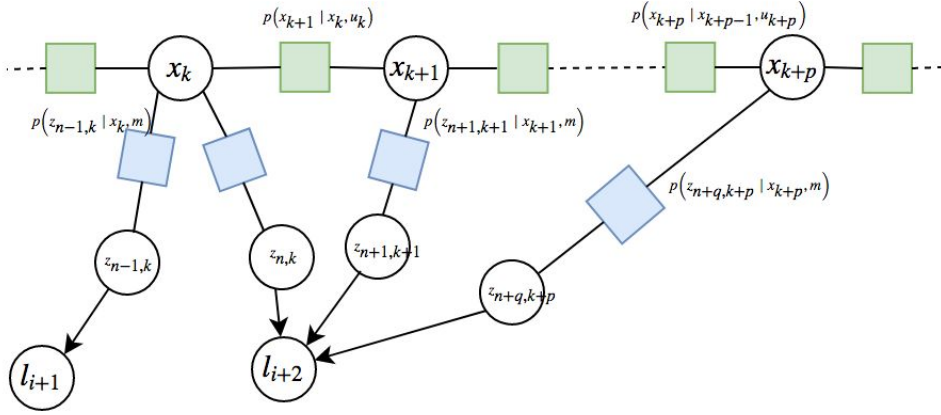 p(x_{k+1} | x_k, u_k)
p(x_{k+p} | x_{k+p-1}, u_{k+p})
x_k
x_{k+1}
x_{k+p}
p(z_{n-1,k} | x_k, m)
p(z_{n+1,k+1} | x_{k+1}, m)
p(z_{n+q,k+p} | x_{k+p}, m)
z_{n-1,k}
z_{n,k}
z_{n+1,k+1}
z_{n+q,k+p}
l_{i+1}
l_{i+2}